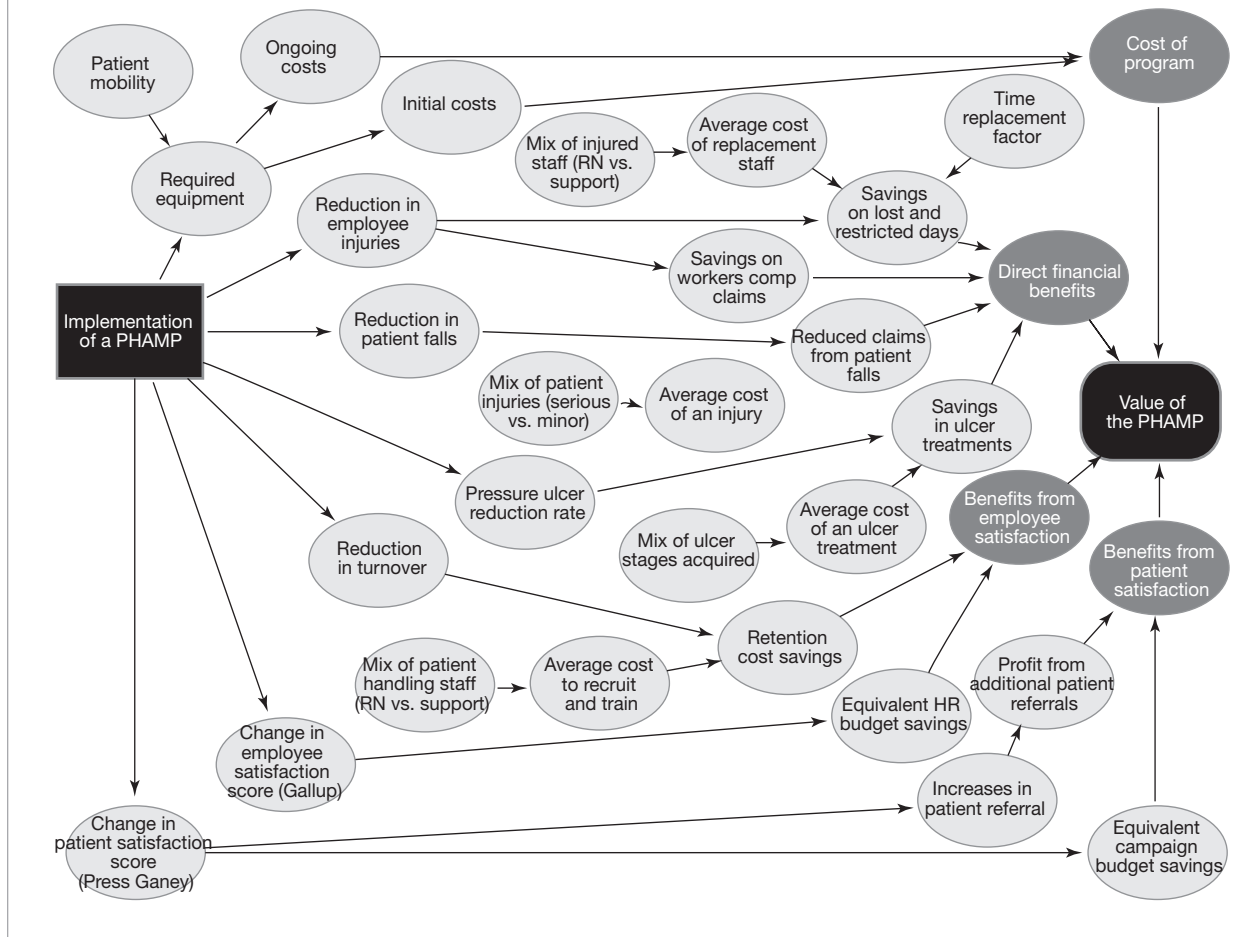 Patient
mobility
Ongoing
costs
Cost of
program
Initial costs
Time
replacement
factor
Mix of injured
staff (RN vs.
support)
Average cost
of replacement
staff
Required
equipment
Reduction in
employee
injuries
Savings
on lost and
restricted days
Savings on
workers comp
claims
Direct financial
benefits
Implementation
of a PHAMP
Reduction in
patient falls
Reduced claims
from patient
falls
Mix of patient
injuries (serious
vs. minor)
Average cost
of an injury
Savings
in ulcer
treatments
Value of
the PHAMP
Pressure ulcer
reduction rate
Benefits from
employee
satisfaction
Average cost
of an ulcer
treatment
Mix of ulcer
stages acquired
Reduction
in turnover
Benefits from
patient
satisfaction
Retention
cost savings
Mix of patient
handling staff
(RN vs. support)
Average cost
to recruit
and train
Profit from
additional patient
referrals
Equivalent HR
budget savings
Change in
employee
satisfaction
score (Gallup)
Increases in
patient referral
Change in
patient satisfaction
score
(Press Ganey)
Equivalent
campaign
budget savings